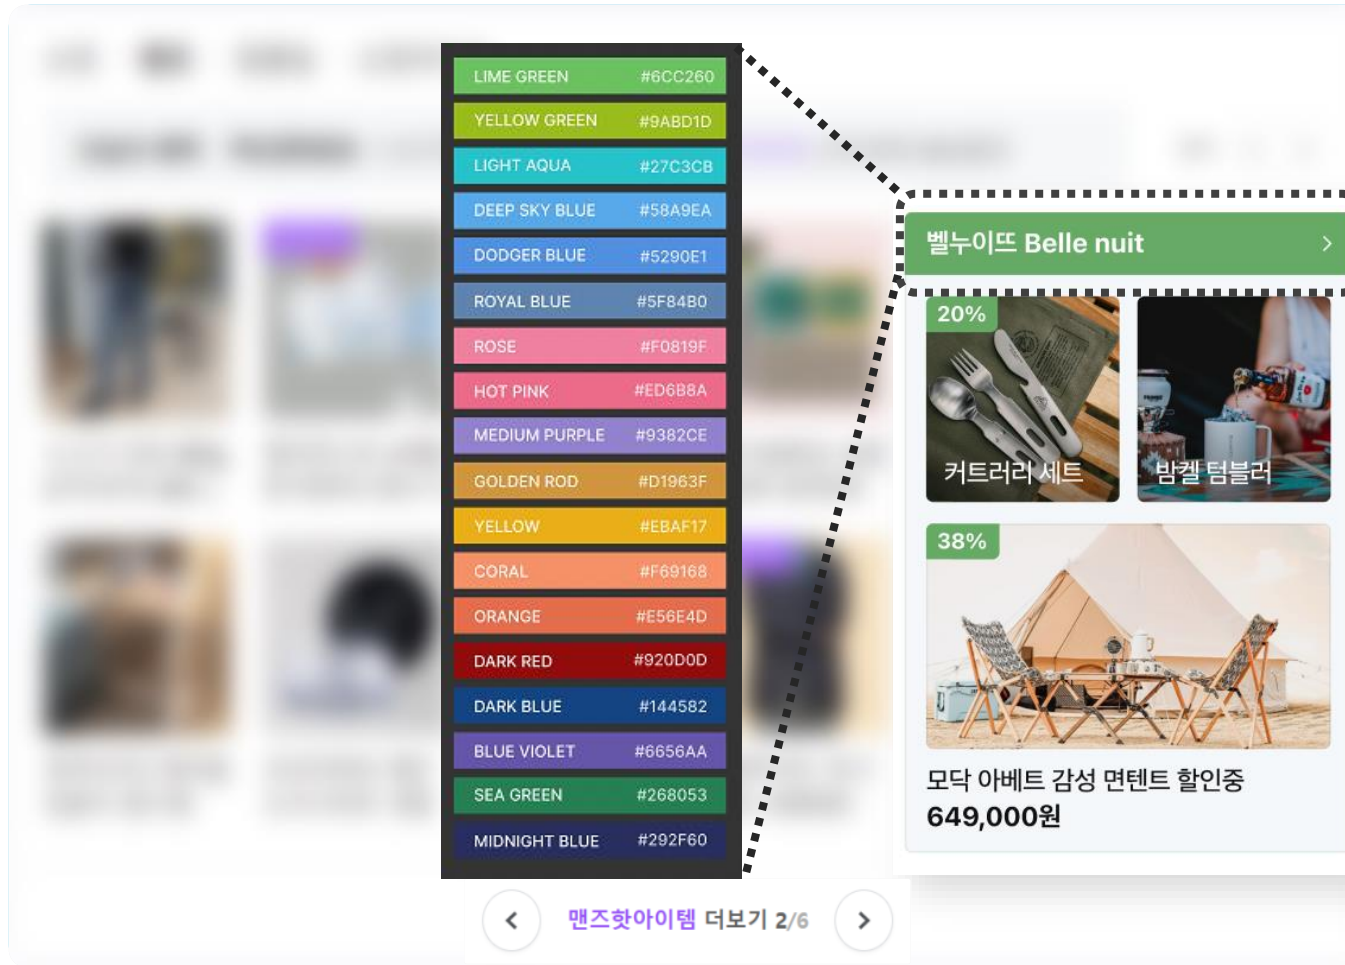 LIME GREEN #6CC260
YELLOW GREEN #9ABD1D
LIGHT AQUA #27C3CB
DEEP SKY BLUE #58A9EA
DODGER BLUE #5290E1
ROYAL BLUE #5F84B0
ROSE #F0819F
HOT PINK #ED6B8A
MEDIUM PURPLE #9382CE
GOLDEN ROD #D1963F
YELLOW #EBAF17
CORAL #F69168
ORANGE #E56E4D
DARK RED #920D0D
DARK BLUE #144582
BLUE VIOLET #6656AA
SEA GREEN #268053
MIDNIGHT BLUE #292F60
벨누이뜨 Belle nuit
20%
커트러리 세트
밤켈 텀블러
38%
모닥 아베트 감성 면텐트 할인중
649,000원
맨즈핫아이템 더보기 2/6